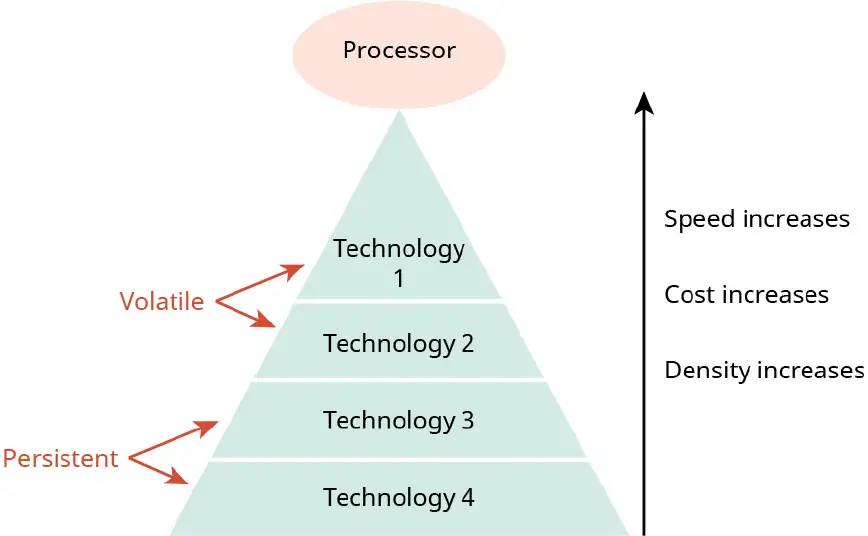 Processor
Speed increases
Technology
1
Volatile
Cost increases
Technology 2
Density increases
Technology 3
Persistent
Technology 4